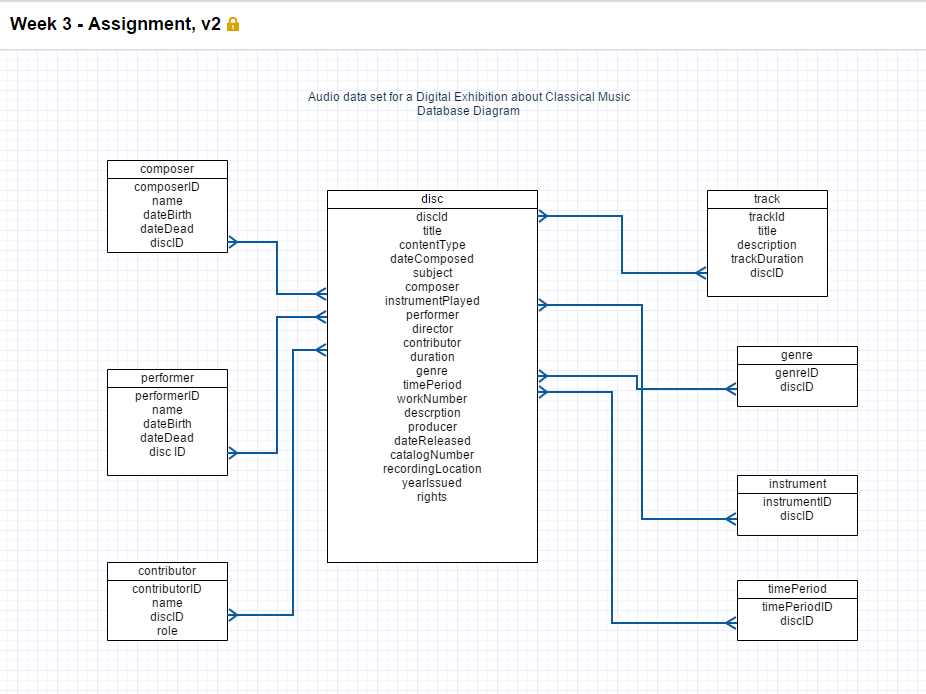 Week 3 - Assignment, v2
Audio data set for a Digital Exhibition about Classical Music
Database Diagram
composer
composerID
name
dateBirth
dateDead
discID
performer
performerID
name
dateBirth
dateDead
disc ID
contributor
contributorID
name
discID
role
disc
discId
title
contentType
dateComposed
subject
composer
instrumentPlayed
performer
director
contributor
duration
genre
timePeriod
workNumber
descrption
producer
dateReleased
catalogNumber
recordingLocation
yearIssued
rights
track
trackId
title
description
trackDuration
discID
genre
genreID
discID
instrument
instrumentID
discID
timePeriod
timePeriodID
discID